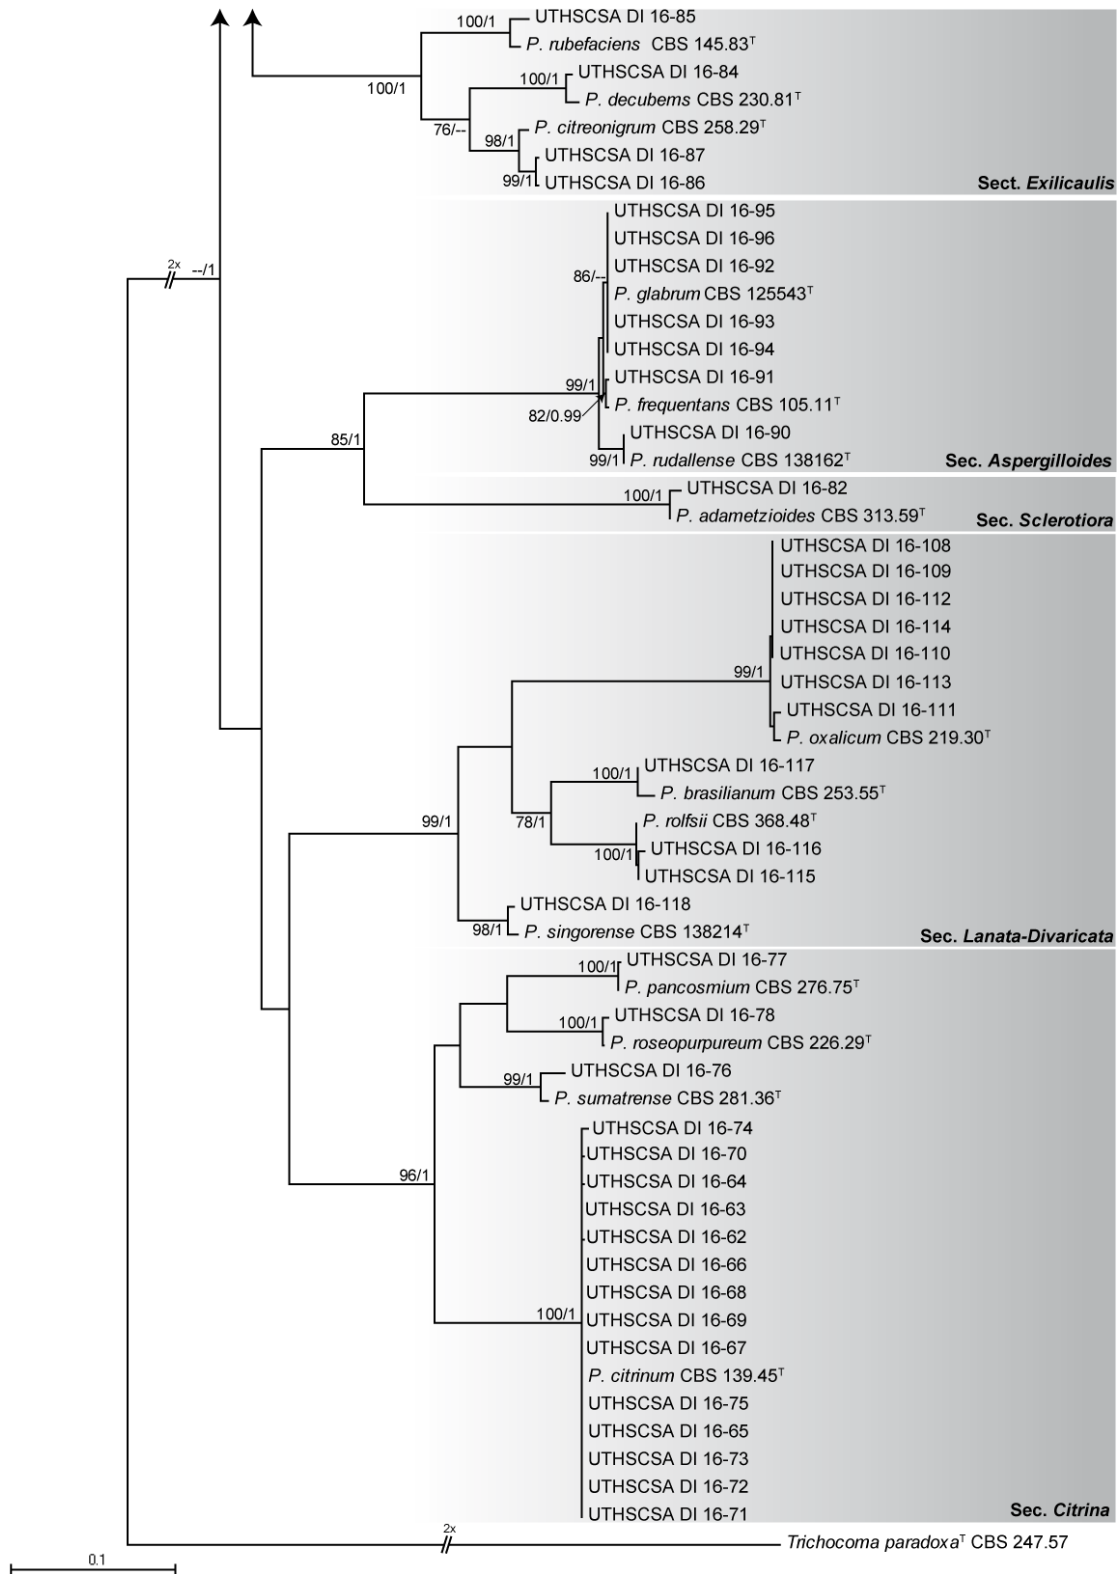 UTHSCSA DI 16-85
100/1
P. rubefaciens CBS 145.83ᵀ
100/1
UTHSCSA DI 16-84
100/1
P. decubems CBS 230.81ᵀ
76/--
P. citreonigrum CBS 258.29ᵀ
98/1
UTHSCSA DI 16-87
99/1
UTHSCSA DI 16-86
Sect. Exilicaulis
UTHSCSA DI 16-95
UTHSCSA DI 16-96
2x
--/1
UTHSCSA DI 16-92
86/--
P. glabrum CBS 125543ᵀ
UTHSCSA DI 16-93
UTHSCSA DI 16-94
UTHSCSA DI 16-91
99/1
P. frequentans CBS 105.11ᵀ
82/0.99
UTHSCSA DI 16-90
85/1
99/1
P. rudallense CBS 138162ᵀ
Sec. Aspergilloides
UTHSCSA DI 16-82
100/1
P. adametzioides CBS 313.59ᵀ
Sec. Sclerotiora
UTHSCSA DI 16-108
UTHSCSA DI 16-109
UTHSCSA DI 16-112
UTHSCSA DI 16-114
UTHSCSA DI 16-110
99/1
UTHSCSA DI 16-113
UTHSCSA DI 16-111
P. oxalicum CBS 219.30ᵀ
UTHSCSA DI 16-117
100/1
P. brasilianum CBS 253.55ᵀ
99/1
78/1
P. rolfsii CBS 368.48ᵀ
UTHSCSA DI 16-116
100/1
UTHSCSA DI 16-115
UTHSCSA DI 16-118
98/1
P. singorense CBS 138214ᵀ
Sec. Lanata-Divaricata
UTHSCSA DI 16-77
100/1
P. pancosmium CBS 276.75ᵀ
UTHSCSA DI 16-78
100/1
P. roseopurpureum CBS 226.29ᵀ
UTHSCSA DI 16-76
99/1
P. sumatrense CBS 281.36ᵀ
UTHSCSA DI 16-74
UTHSCSA DI 16-70
96/1
UTHSCSA DI 16-64
UTHSCSA DI 16-63
UTHSCSA DI 16-62
UTHSCSA DI 16-66
UTHSCSA DI 16-68
100/1
UTHSCSA DI 16-69
UTHSCSA DI 16-67
P. citrinum CBS 139.45ᵀ
UTHSCSA DI 16-75
UTHSCSA DI 16-65
UTHSCSA DI 16-73
UTHSCSA DI 16-72
UTHSCSA DI 16-71
Sec. Citrina
2x
Trichocoma paradoxaᵀ CBS 247.57
0.1